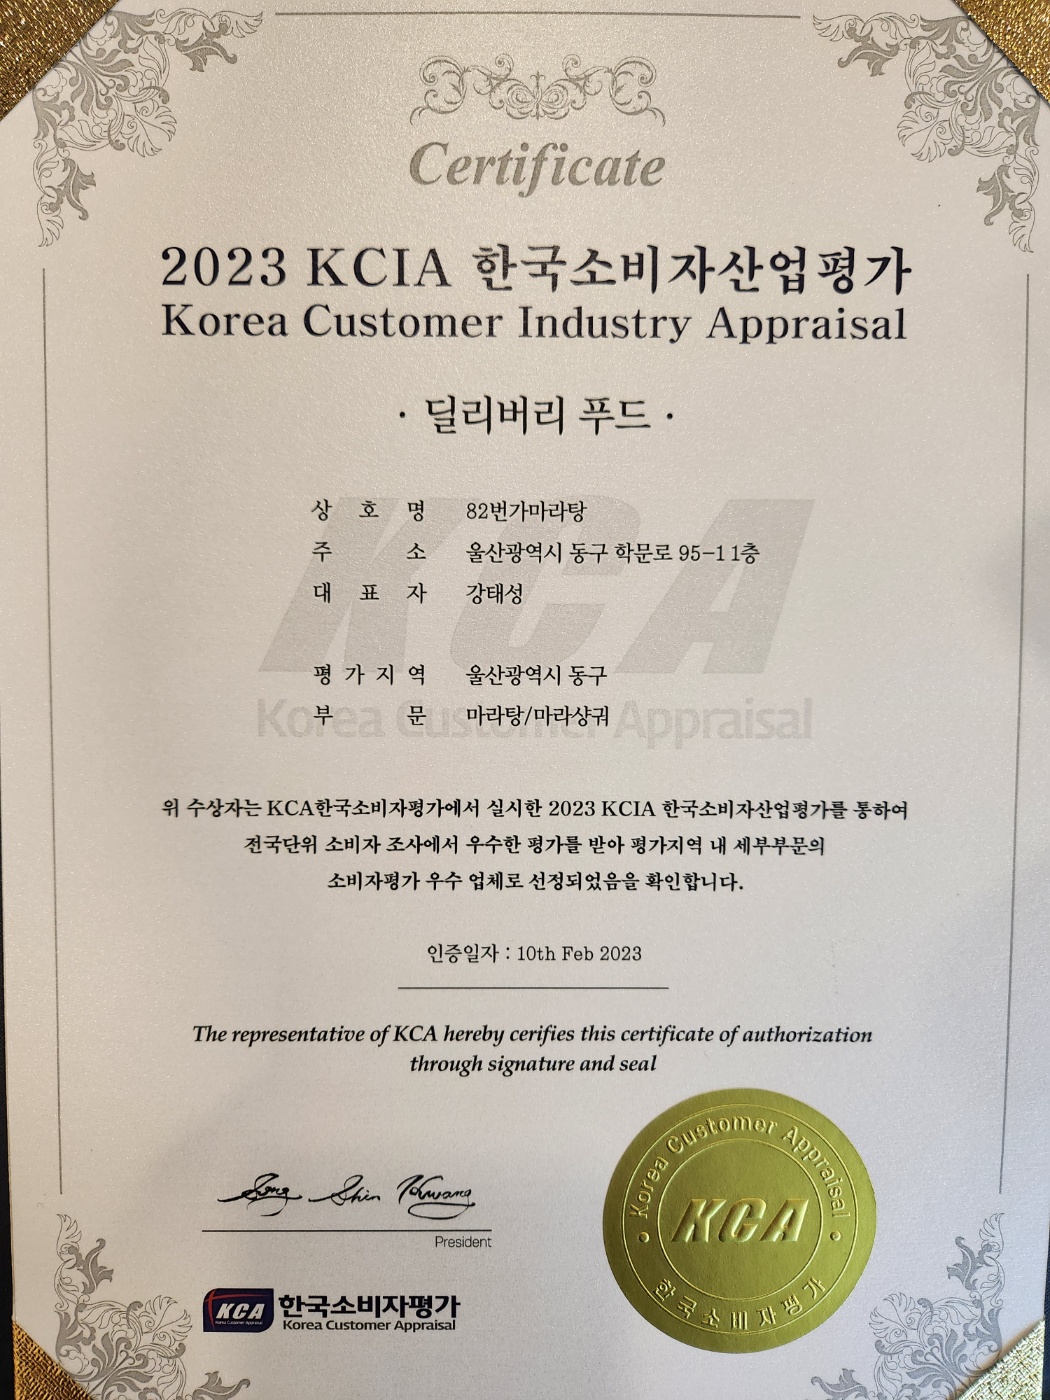 Certificate
2023 KCIA 한국소비자산업평가
Korea Customer Industry Appraisal
· 딜리버리 푸드 ·
KCA
Korea Customer Appraisal
상호명 82번가마라탕
주소 울산광역시 동구 학문로 95-1 1층
대표자 강태성
평가지역 울산광역시 동구
부문 마라탕/마라샹궈
위 수상자는 KCA한국소비자평가에서 실시한 2023 KCIA 한국소비자산업평가를 통하여
전국단위 소비자 조사에서 우수한 평가를 받아 평가지역 내 세부부문의
소비자평가 우수 업체로 선정되었음을 확인합니다.
인증일자 : 10th Feb 2023
The representative of KCA hereby cerifies this certificate of authorization
through signature and seal
Song Shin Kwang
President
KCA 한국소비자평가
Korea Customer Appraisal
Korea Customer Appraisal
KCA
한국소비자평가